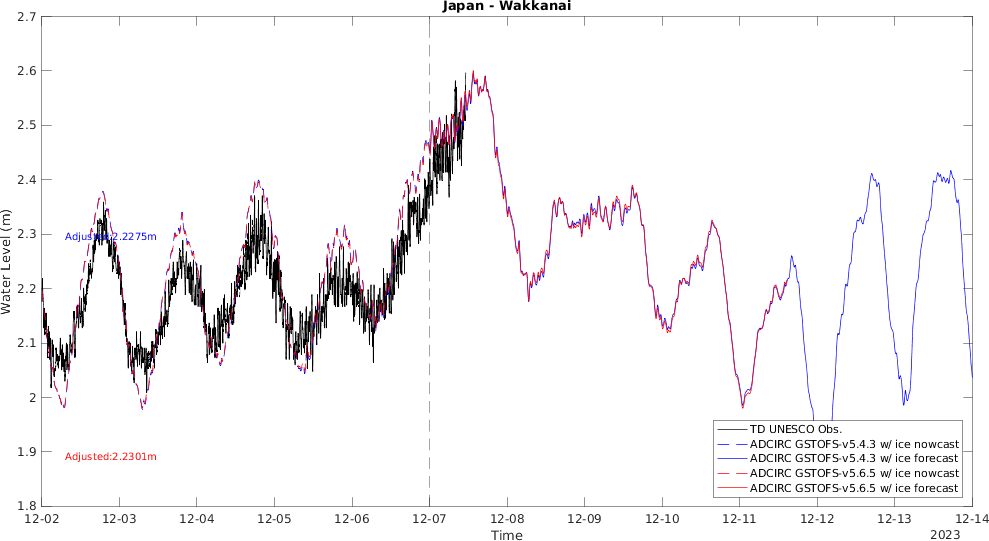 Japan - Wakkanai
2.7
2.6
2.5
2.4
2.3
2.2
2.1
2
1.9
1.8
Water Level (m)
Adjusted:2.2275m
Adjusted:2.2301m
TD UNESCO Obs.
ADCIRC GSTOFS-v5.4.3 w/ ice nowcast
ADCIRC GSTOFS-v5.4.3 w/ ice forecast
ADCIRC GSTOFS-v5.6.5 w/ ice nowcast
ADCIRC GSTOFS-v5.6.5 w/ ice forecast
12-02 12-03 12-04 12-05 12-06 12-07 12-08 12-09 12-10 12-11 12-12 12-13 12-14
Time
2023